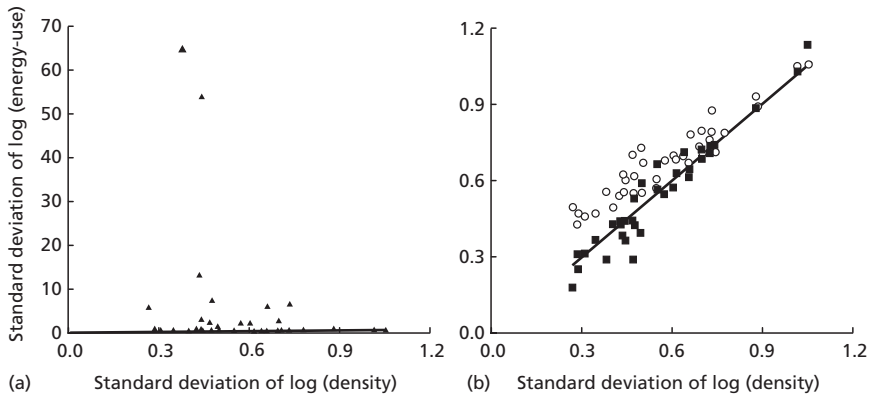 Standard deviation of log (energy-use)
70
60
50
40
30
20
10
0
0.0 0.3 0.6 0.9 1.2
(a) Standard deviation of log (density)
1.2
0.9
0.6
0.3
0.0
0.0 0.3 0.6 0.9 1.2
(b) Standard deviation of log (density)